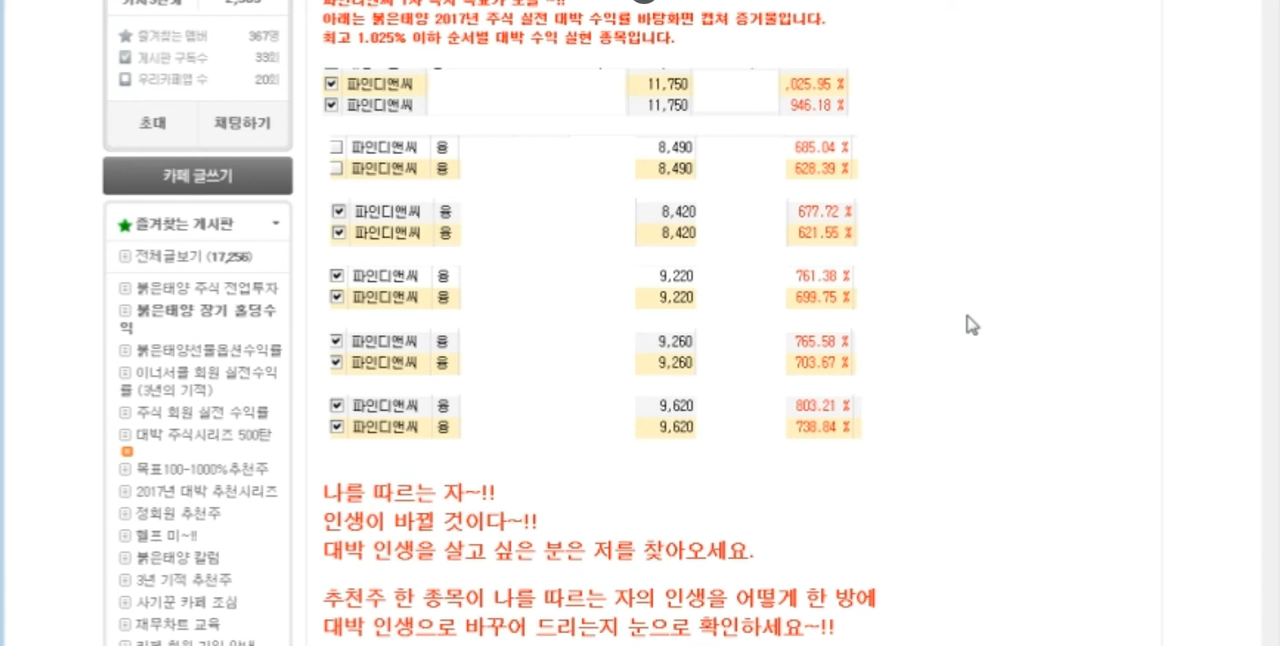 아래는 붉은태양 2017년 주식 실전 대박 수익률 바탕화면 캡쳐 증거물입니다.
최고 1.025% 이하 순서별 대박 수익 실현 종목입니다.
즐겨찾는 멤버 367명
게시판 구독수 33회
우리카페앱 수 20회
초대 채팅하기
카페 글쓰기
즐겨찾는 게시판
전체글보기 (17,256)
붉은태양 주식 전업투자
붉은태양 장기 홀딩수
익
붉은태양선물옵션수익률
이너서클 회원 실전수익
률 (3년의 기적)
주식 회원 실전 수익률
대박 주식시리즈 500탄
목표100-1000%추천주
2017년 대박 추천시리즈
정회원 추천주
헬프 미~!!
붉은태양 칼럼
3년 기적 추천주
사기꾼 카페 조심
재무차트 교육
파인디앤씨 11,750 ,025.95 %
파인디앤씨 11,750 946.18 %
파인디앤씨 융 8,490 685.04 %
파인디앤씨 융 8,490 628.39 %
파인디앤씨 융 8,420 677.72 %
파인디앤씨 융 8,420 621.55 %
파인디앤씨 융 9,220 761.38 %
파인디앤씨 융 9,220 699.75 %
파인디앤씨 융 9,260 765.58 %
파인디앤씨 융 9,260 703.67 %
파인디앤씨 융 9,620 803.21 %
파인디앤씨 융 9,620 738.84 %
나를 따르는 자~!!
인생이 바뀔 것이다~!!
대박 인생을 살고 싶은 분은 저를 찾아오세요.
추천주 한 종목이 나를 따르는 자의 인생을 어떻게 한 방에
대박 인생으로 바꾸어 드리는지 눈으로 확인하세요~!!